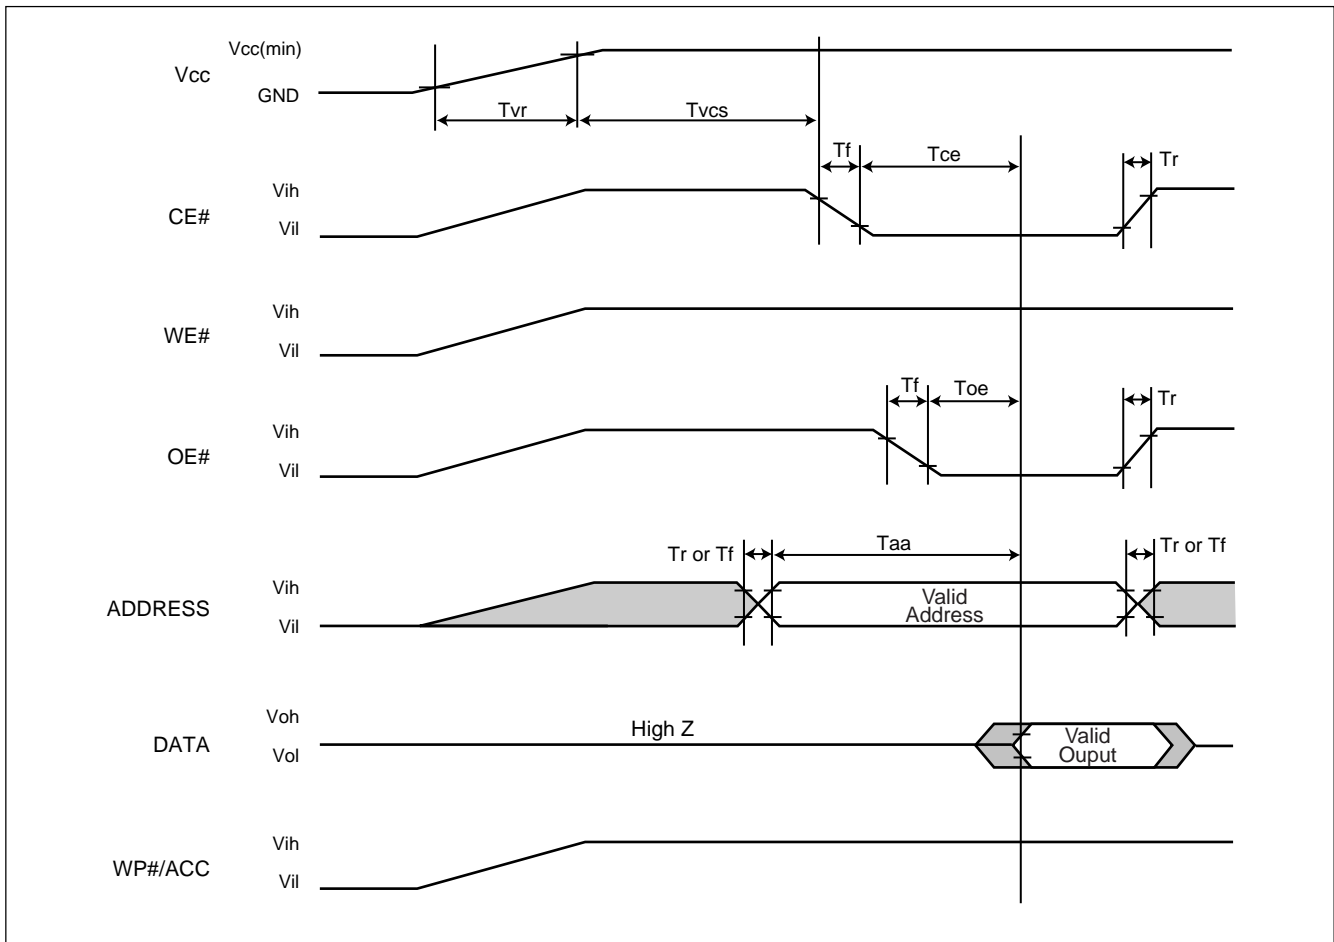 Vcc(min)
Vcc
GND
Tvr
Tvcs
Tf
Tce
Tr
Vih
CE#
Vil
Vih
WE#
Vil
Tf
Toe
Tr
Vih
OE#
Vil
Tr or Tf
Taa
Tr or Tf
Vih
ADDRESS
Valid
Address
Vil
Voh
High Z
DATA
Valid
Ouput
Vol
Vih
WP#/ACC
Vil